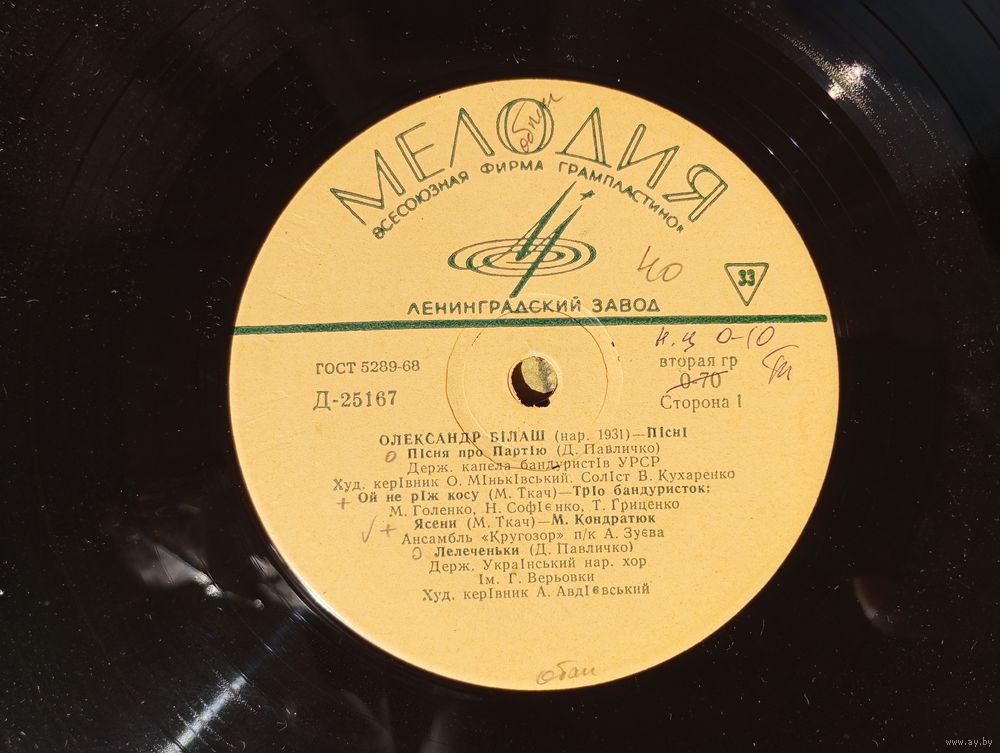 МЕЛОДИЯ
ВСЕСОЮЗНАЯ ФИРМА ГРАМПЛАСТИНОК
40
33
ЛЕНИНГРАДСКИЙ ЗАВОД
н.ц 0-10
ГОСТ 5289-68
вторая гр
Д-25167
0-70
Сторона 1
ОЛЕКСАНДР БІЛАШ (нар. 1931)—ПІСНІ
Пісня про Партію (Д. Павличко)
Держ. капела бандуристів УРСР
Худ. керівник О. Міньківський. Соліст В. Кухаренко
+ Ой не ріж косу (М. Ткач)—Тріо бандуристок:
М. Голенко, Н. Софієнко, Т. Гриценко
✓ + Ясени (М. Ткач)—М. Кондратюк
Ансамбль «Кругозор» п/к А. Зуєва
Лелеченьки (Д. Павличко)
Держ. Український нар. хор
ім. Г. Верьовки
Худ. керівник А. Авдієвський
www.ay.by